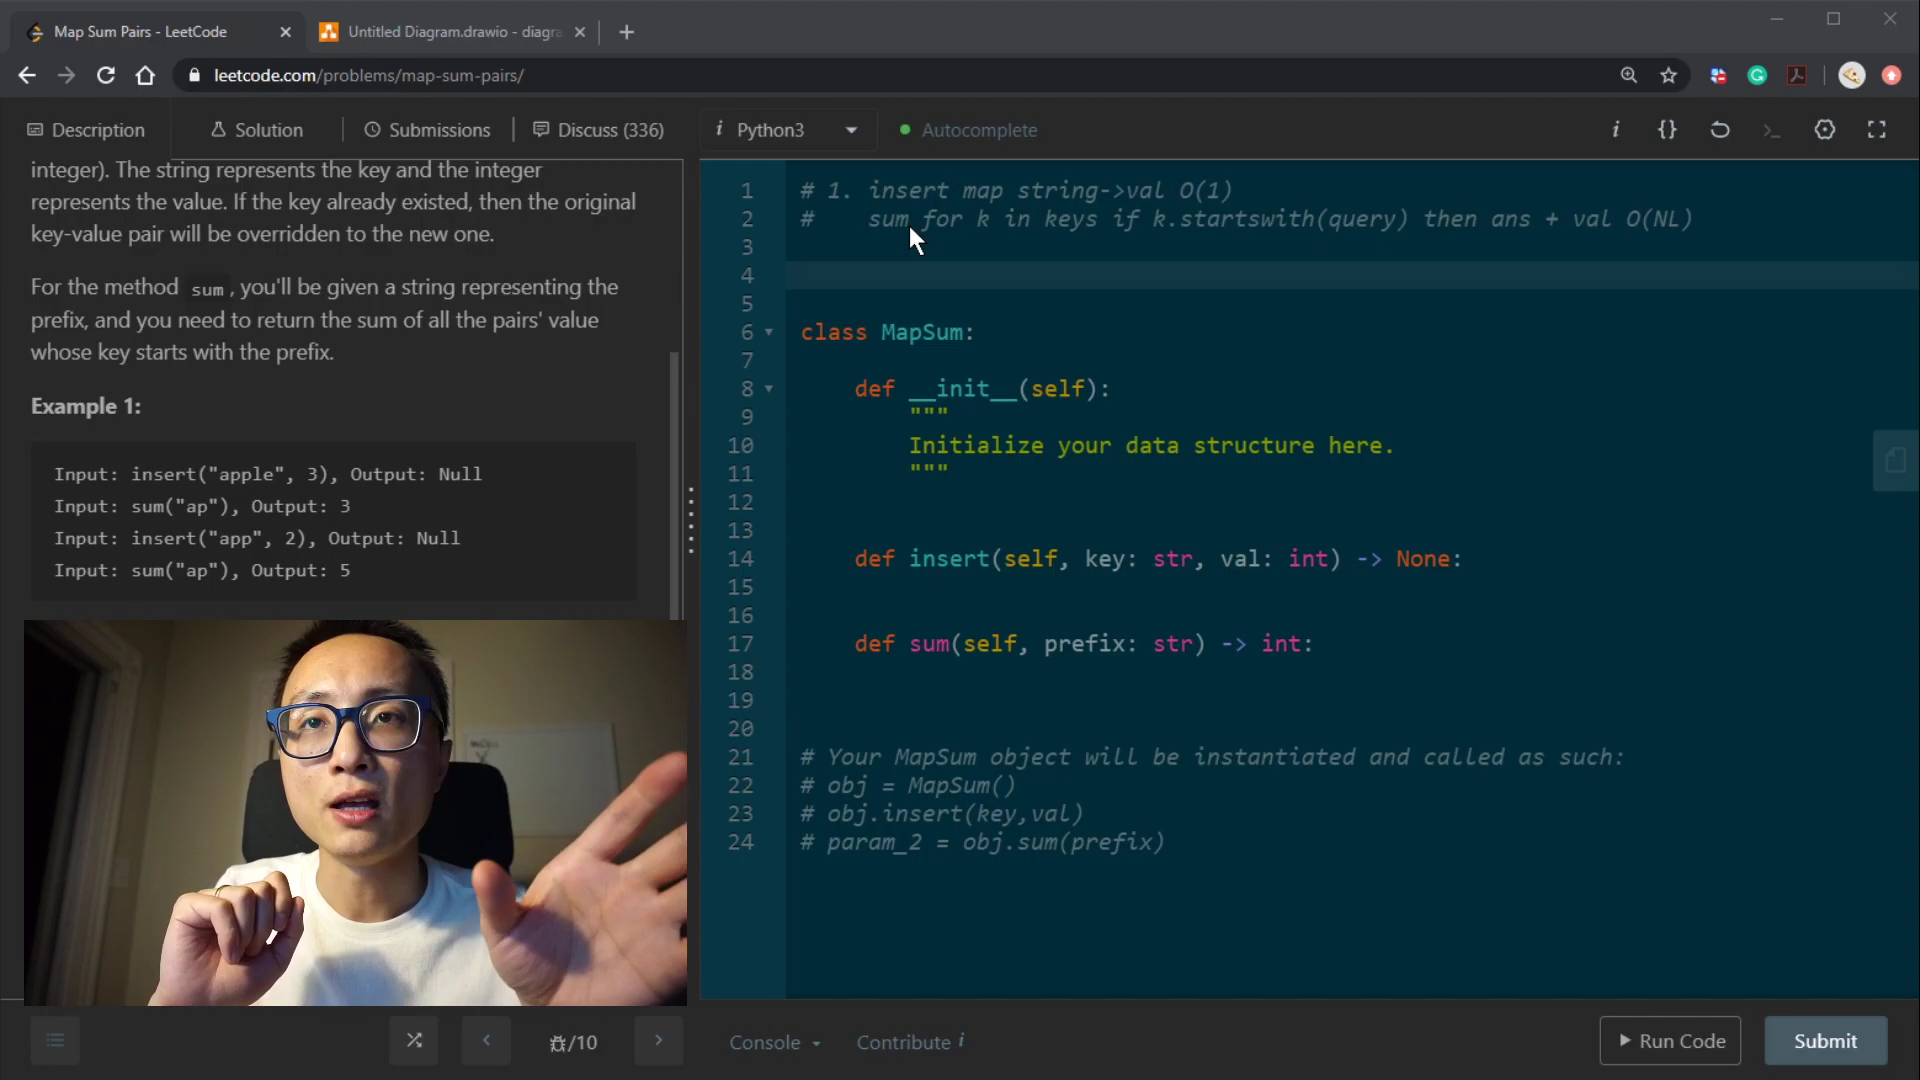 Map Sum Pairs - LeetCode
Untitled Diagram.drawio - diagra
leetcode.com/problems/map-sum-pairs/
Description
Solution
Submissions
Discuss (336)
i Python3
Autocomplete
i {}
integer). The string represents the key and the integer
represents the value. If the key already existed, then the original
key-value pair will be overridden to the new one.
For the method sum , you'll be given a string representing the
prefix, and you need to return the sum of all the pairs' value
whose key starts with the prefix.
Example 1:
Input: insert("apple", 3), Output: Null
Input: sum("ap"), Output: 3
Input: insert("app", 2), Output: Null
Input: sum("ap"), Output: 5
1 # 1. insert map string->val O(1)
2 #    sum for k in keys if k.startswith(query) then ans + val O(NL)
3
4
5
6 class MapSum:
7
8     def __init__(self):
9         """
10         Initialize your data structure here.
11         """
12
13
14     def insert(self, key: str, val: int) -> None:
15
16
17     def sum(self, prefix: str) -> int:
18
19
20
21 # Your MapSum object will be instantiated and called as such:
22 # obj = MapSum()
23 # obj.insert(key,val)
24 # param_2 = obj.sum(prefix)
/10
Console
Contribute i
Run Code
Submit